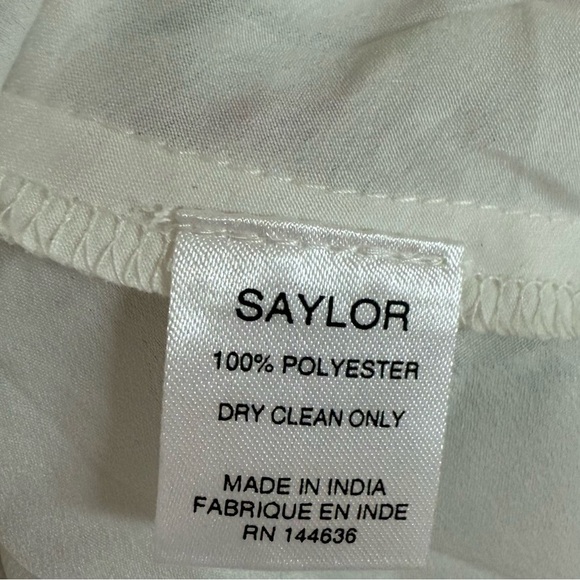 SAYLOR
100% POLYESTER
DRY CLEAN ONLY
MADE IN INDIA
FABRIQUE EN INDE
RN 144636